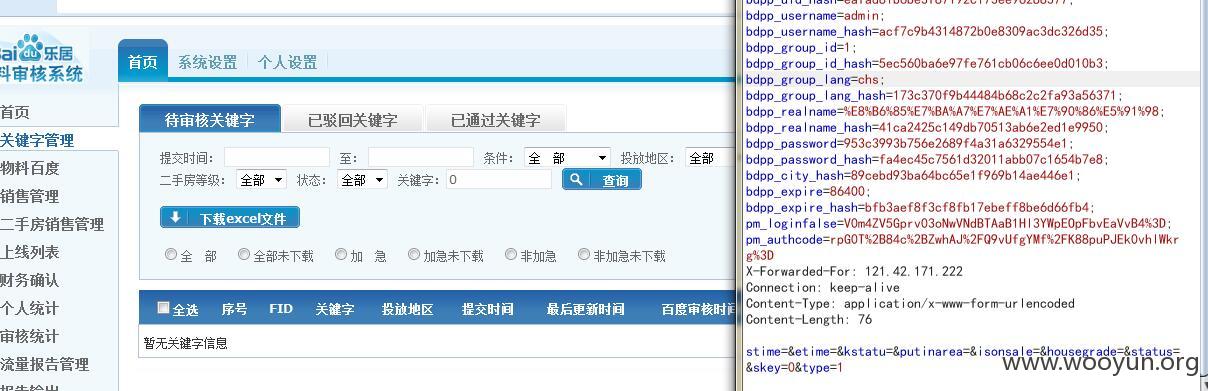 Bai du 乐居
料审核系统
首页 系统设置 个人设置
首页
关键字管理
物料百度
销售管理
二手房销售管理
上线列表
财务确认
个人统计
审核统计
流量报告管理
报告输出
待审核关键字 已驳回关键字 已通过关键字
提交时间： 至： 条件： 全 部 投放地区： 全部
二手房等级： 全部 状态： 全部 关键字： 0 查询
下载excel文件
全 部 全部未下载 加 急 加急未下载 非加急 非加急未下载
全选 序号 FID 关键字 投放地区 提交时间 最后更新时间 百度审核时间
暂无关键字信息
bdpp_uid_hash=
bdpp_username=admin;
bdpp_username_hash=acf7c9b4314872b0e8309ac3dc326d35;
bdpp_group_id=1;
bdpp_group_id_hash=5ec560ba6e97fe761cb06c6ee0d010b3;
bdpp_group_lang=chs;
bdpp_group_lang_hash=173c370f9b44484b68c2c2fa93a56371;
bdpp_realname=%E8%B6%85%E7%BA%A7%E7%AE%A1%E7%90%86%E5%91%98;
bdpp_realname_hash=41ca2425c149db70513ab6e2ed1e9950;
bdpp_password=953c3993b756e2689f4a31a6329554e1;
bdpp_password_hash=fa4ec45c7561d32011abb07c1654b7e8;
bdpp_city_hash=89cebd93ba64bc65e1f969b14ae446e1;
bdpp_expire=86400;
bdpp_expire_hash=bfb3aef8f3cf8fb17ebeff8be6d66fb4;
pm_loginfalse=V0m4ZV5Gprv03oNwVNdBTAaB1Hl3YWpEOpFbvEaVvB4%3D;
pm_authcode=rpGOT%2B84c%2BZwhAJ%2FQ9vUfgYMf%2FK88puPJEkOvhlWkr
g%3D
X-Forwarded-For: 121.42.171.222
Connection: keep-alive
Content-Type: application/x-www-form-urlencoded
Content-Length: 76
stime=&etime=&kstatu=&putinarea=&isonsale=&housegrade=&status=
&skey=0&type=1
www.wooyun.org